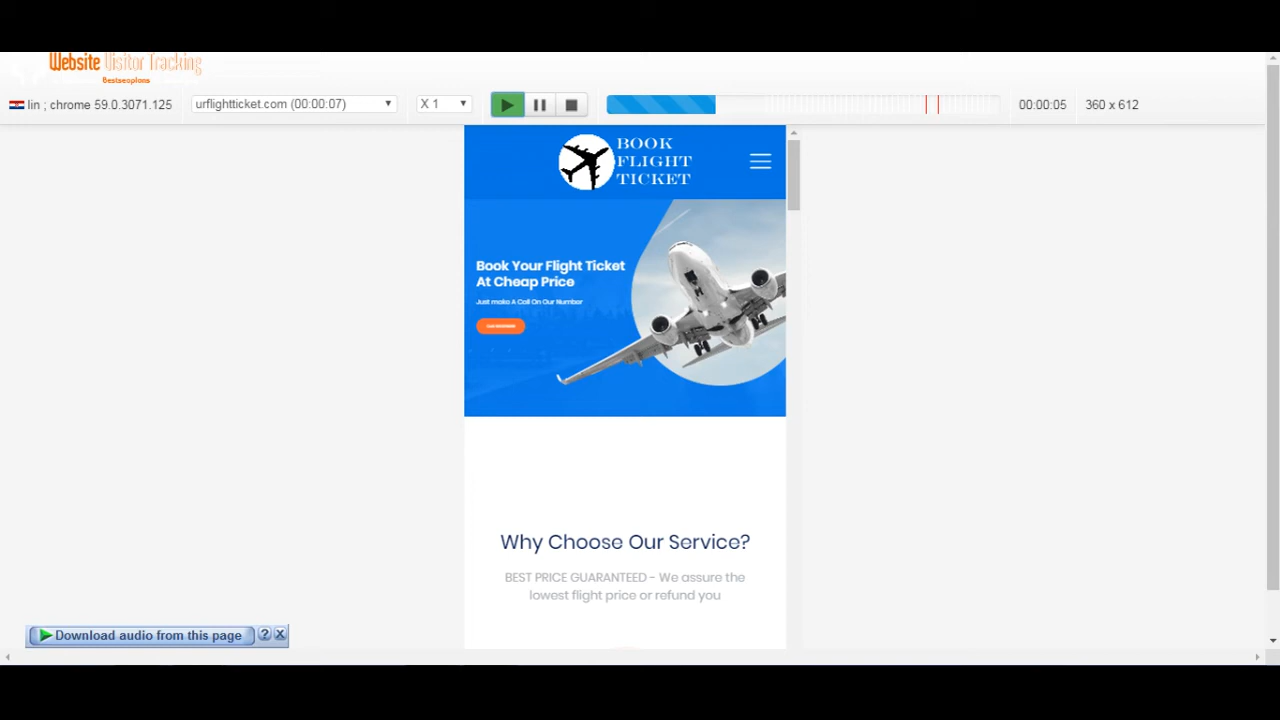 Website Visitor Tracking
Bestseoplans
lin ; chrome 59.0.3071.125
urflightticket.com (00:00:07)
X 1
00:00:05
360 x 612
BOOK
FLIGHT
TICKET
Book Your Flight Ticket
At Cheap Price
Just make A Call On Our Numbar
Why Choose Our Service?
BEST PRICE GUARANTEED - We assure the
lowest flight price or refund you
Download audio from this page
?